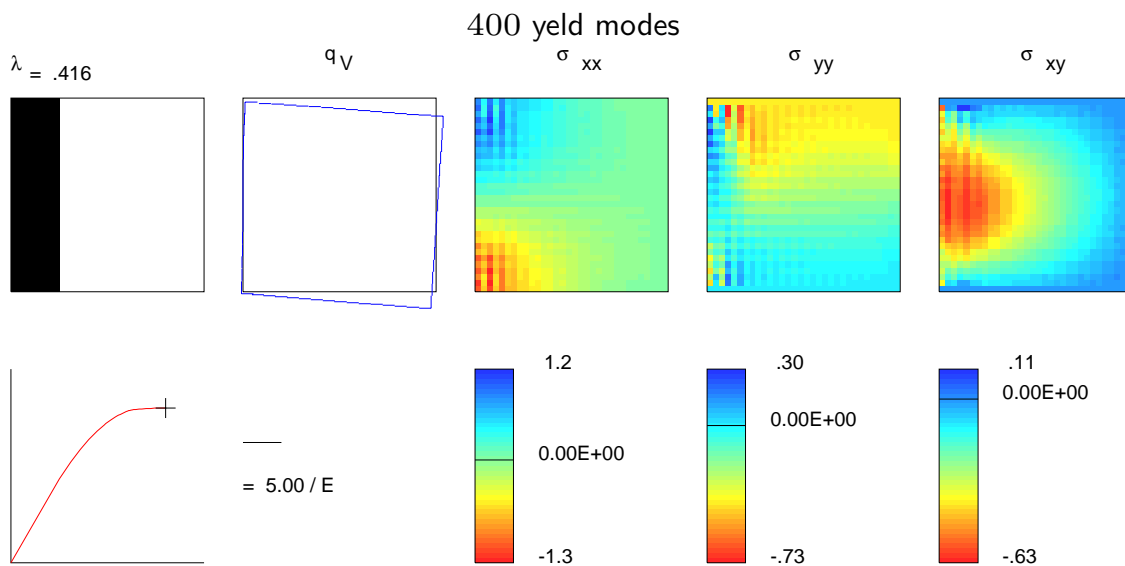 400 yeld modes
λ = .416
q V
σ xx
σ yy
σ xy
= 5.00 / E
1.2
0.00E+00
-1.3
.30
0.00E+00
-.73
.11
0.00E+00
-.63